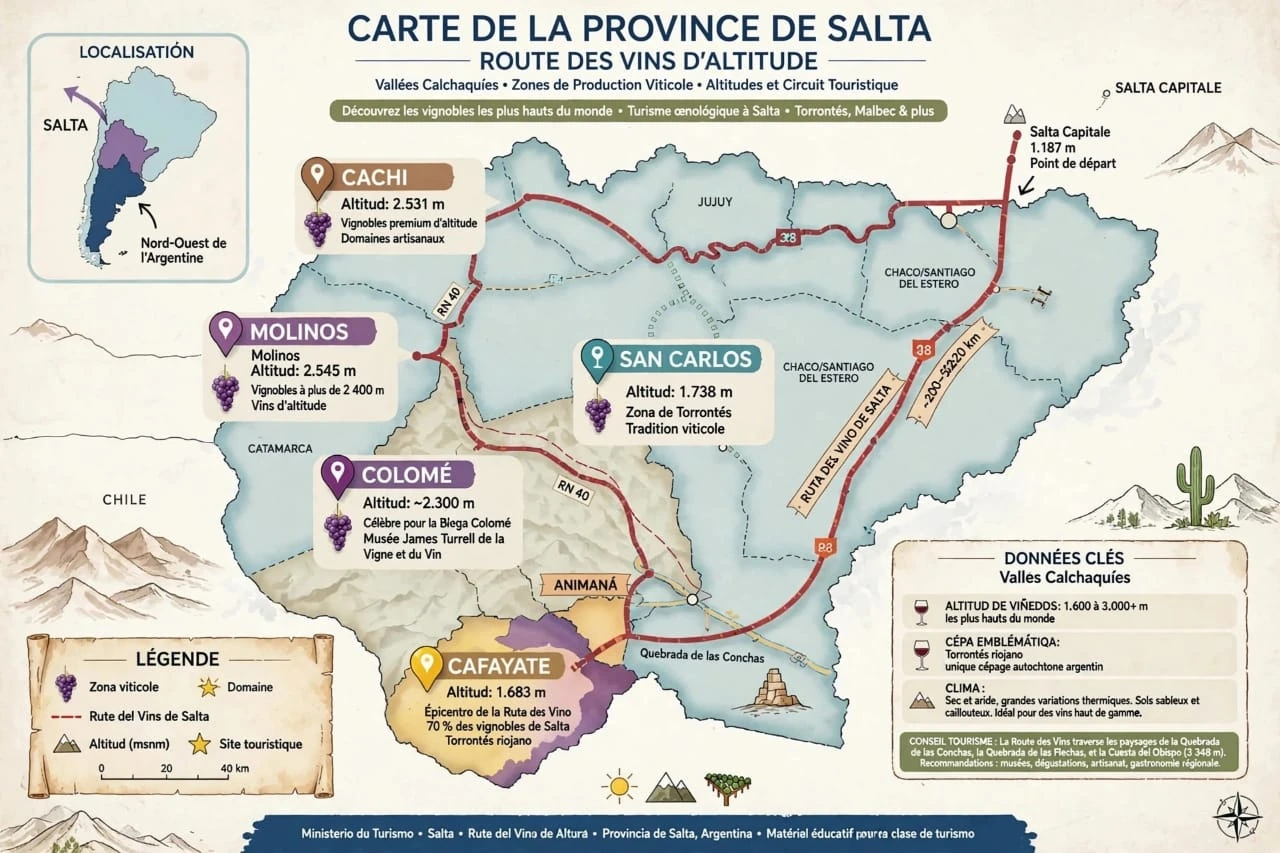 CARTE DE LA PROVINCE DE SALTA
ROUTE DES VINS D'ALTITUDE
Vallées Calchaquíes • Zones de Production Viticole • Altitudes et Circuit Touristique
Découvrez les vignobles les plus hauts du monde • Turisme œnológique à Salta • Torrontés, Malbec & plus
LOCALISATIÓN
SALTA
Nord-Ouest de
l'Argentine
SALTA CAPITALE
Salta Capitale
1.187 m
Point de départ
CACHI
Altitud: 2.531 m
Vignobles premium d'altitude
Domaines artisanaux
JUJUY
38
CHACO/SANTIAGO
DEL ESTERO
RN 40
MOLINOS
Molinos
Altitud: 2.545 m
Vignobles à plus de 2 400 m
Vins d'altitude
SAN CARLOS
Altitud: 1.738 m
Zona de Torrontés
Tradition viticole
CHACO/SANTIAGO
DEL ESTERO
38
RUTA DEL VINO DE SALTA
CATAMARCA
COLOMÉ
Altitud: ~2.300 m
Célèbre pour la Blega Colomé
Musée James Turrell de la
Vigne et du Vin
RN 40
CHILE
88
ANIMANÁ
Quebrada de las Conchas
CAFAYATE
Altitud: 1.683 m
Épicentro de la Ruta des Vino
70 % des vignobles de Salta
Torrontés riojano
DONNÉES CLÉS
Valles Calchaquíes
ALTITUD DE VIÑEDOS: 1.600 à 3.000+ m
les plus hauts du monde
CÉPA EMBLÉMÁTIQA:
Torrontés riojano
unique cépage autochtone argentin
CLIMA :
Sec et aride, grandes variations thermiques. Sols sableux et
caillouteux. Idéal pour des vins haut de gamme.
CONSEIL TOURISME : La Route des Vins traverse les paysages de la Quebrada
de las Conchas, la Quebrada de las Flechas, et la Cuesta del Obispo (3 348 m).
Recommandations : musées, dégustations, artisanat, gastronomie régionale.
LÉGENDE
Zona viticole
Domaine
Rute del Vins de Salta
Altitud (msnm)
Site touristique
0 20 40 km
Ministerio du Turismo • Salta • Rute del Vino de Altura • Provincia de Salta, Argentina • Matériel éducatif pour a clase de turismo